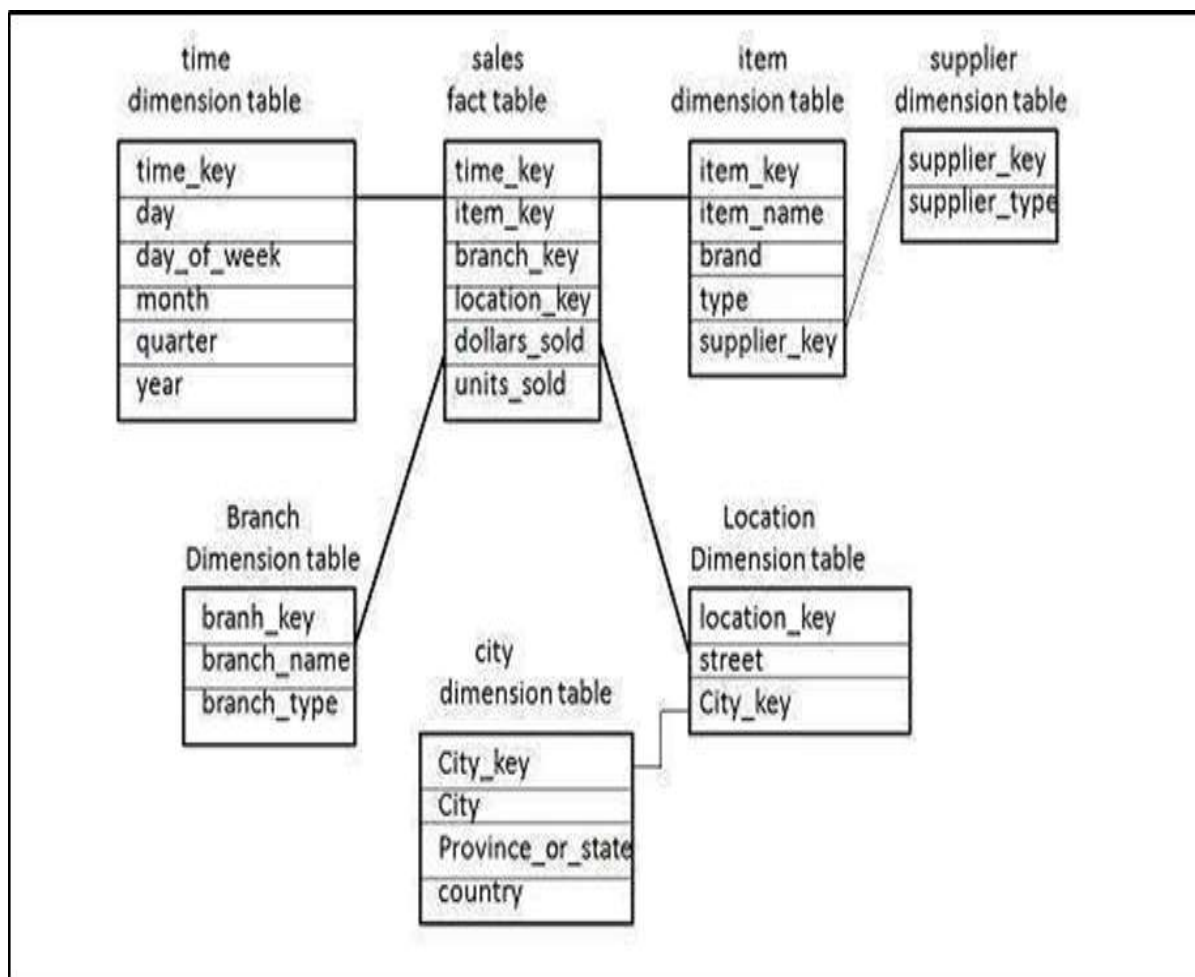 time
dimension table
time_key
day
day_of_week
month
quarter
year
sales
fact table
time_key
item_key
branch_key
location_key
dollars_sold
units_sold
item
dimension table
item_key
item_name
brand
type
supplier_key
supplier
dimension table
supplier_key
supplier_type
Branch
Dimension table
branh_key
branch_name
branch_type
city
dimension table
City_key
City
Province_or_state
country
Location
Dimension table
location_key
street
City_key